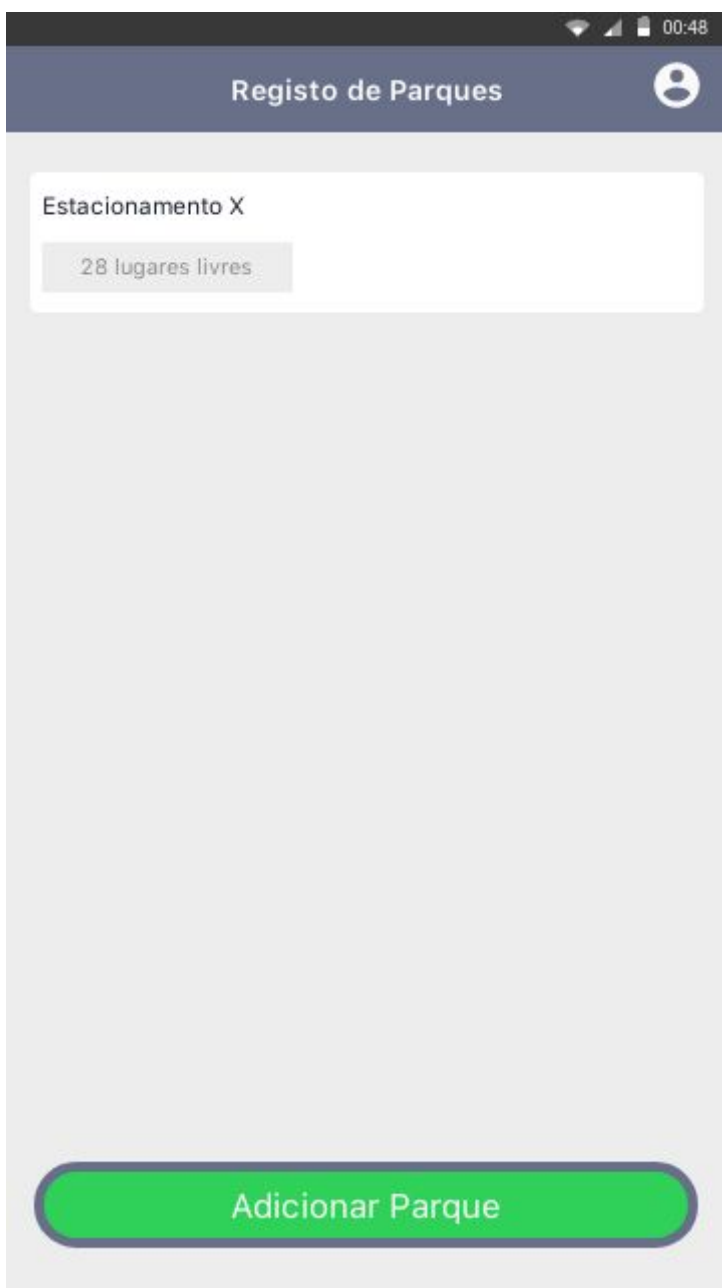 00:48
Registo de Parques
Estacionamento X
28 lugares livres
Adicionar Parque